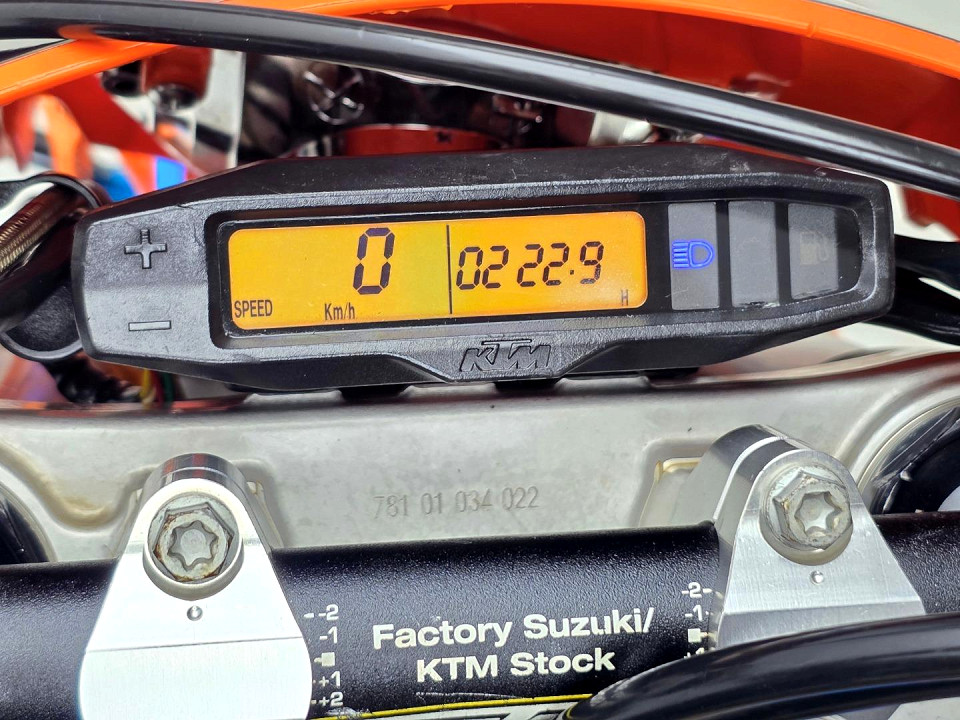 0
02 22.9
SPEED
Km/h
H
KTM
781 01 034 022
-2
-1
+1
+2
Factory Suzuki/
KTM Stock
-2
-1
+1